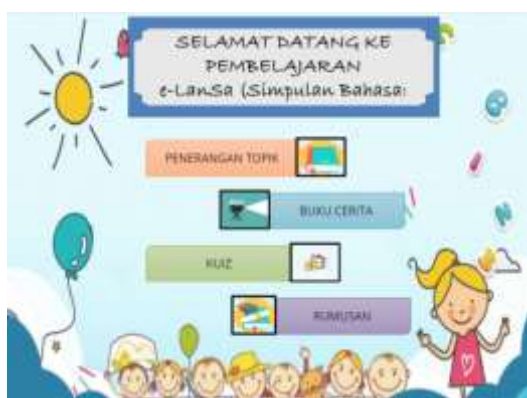 SELAMAT DATANG KE
PEMBELAJARAN
e-LanSa (Simpulan Bahasa:
PENERANGAN TOPIK
BUKU CERITA
KUIZ
RUMUSAN